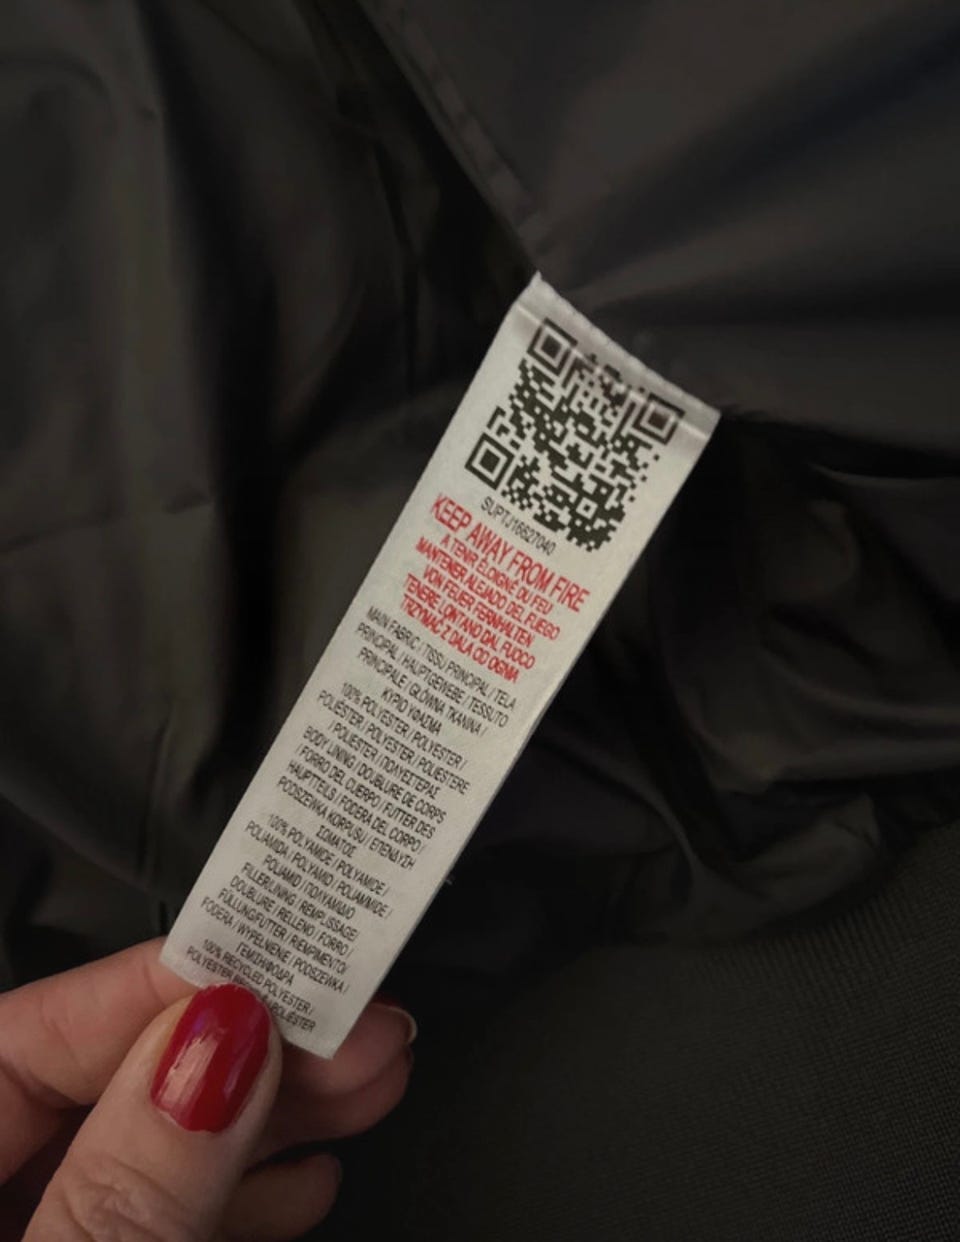 SUPTJ16627040
KEEP AWAY FROM FIRE
A TENIR ÉLOIGNÉ DU FEU
MANTENER ALEJADO DEL FUEGO
VON FEUER FERNHALTEN
TENERE LONTANO DAL FUOCO
TRZYMAĆ Z DALA OD OGNIA
MAIN FABRIC / TISSU PRINCIPAL / TELA
PRINCIPAL / HAUPTGEWEBE / TESSUTO
PRINCIPALE / GŁÓWNA TKANINA /
ΚΥΡΙΟ ΥΦΑΣΜΑ
100% POLYESTER / POLYESTER /
POLIÉSTER / POLYESTER / POLIESTERE
/ POLIESTER / ΠΟΛΥΕΣΤΕΡΑΣ
BODY LINING / DOUBLURE DE CORPS
/ FORRO DEL CUERPO / FUTTER DES
HAUPTTEILS / FODERA DEL CORPO /
PODSZEWKA KORPUSU / ΕΠΕΝΔΥΣΗ
ΣΩΜΑΤΟΣ
100% POLYAMIDE / POLYAMIDE /
POLIAMIDA / POLYAMID / POLIAMMIDE /
POLIAMID / ΠΟΛΥΑΜΙΔΙΟ
FILLER/LINING / REMPLISSAGE/
DOUBLURE / RELLENO / FORRO /
FÜLLUNG/FUTTER / RIEMPIMENTO/
FODERA / WYPEŁNIENIE / PODSZEWKA /
ΓΕΜΙΣΗ/ΦΟΔΡΑ
100% RECYCLED POLYESTER /
POLYESTER / POLIÉSTER